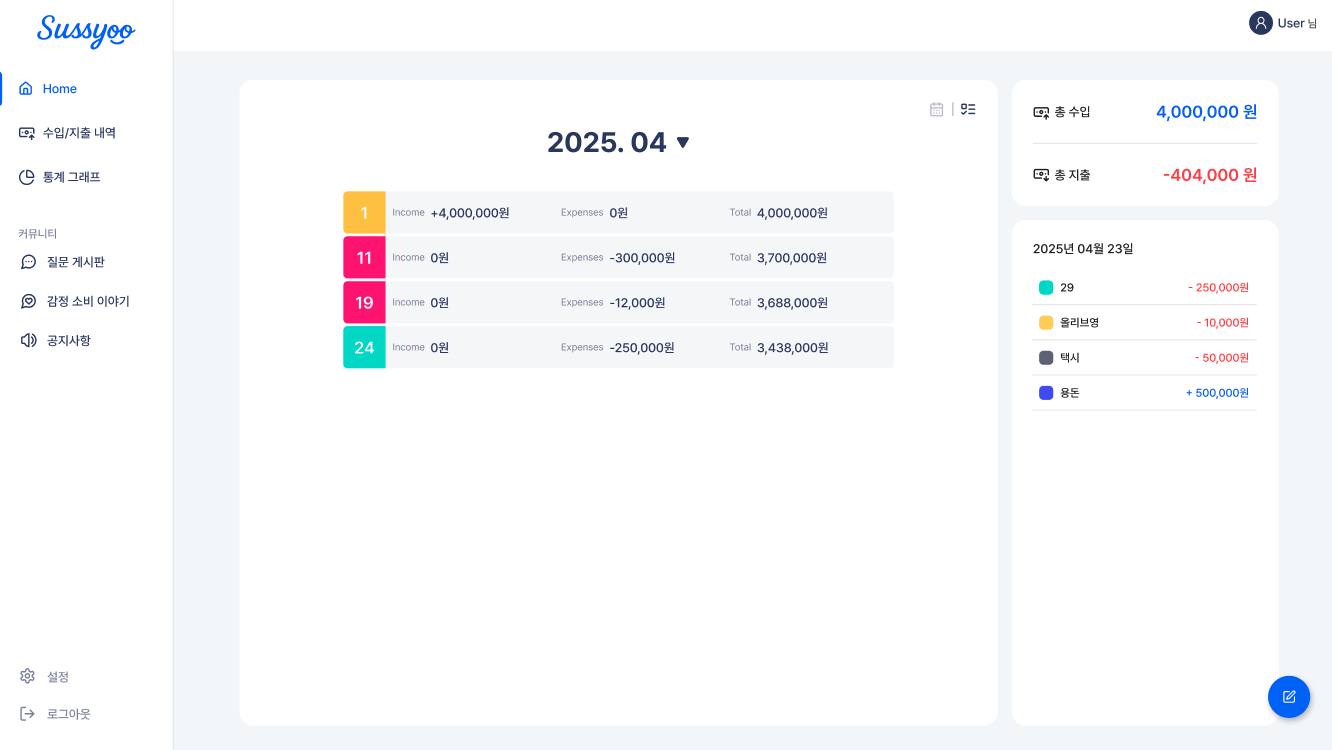 Sussyoo
User 님
Home
수입/지출 내역
통계 그래프
커뮤니티
질문 게시판
감정 소비 이야기
공지사항
설정
로그아웃
2025. 04 ▼
1 Income +4,000,000원 Expenses 0원 Total 4,000,000원
11 Income 0원 Expenses -300,000원 Total 3,700,000원
19 Income 0원 Expenses -12,000원 Total 3,688,000원
24 Income 0원 Expenses -250,000원 Total 3,438,000원
총 수입 4,000,000 원
총 지출 -404,000 원
2025년 04월 23일
29 - 250,000원
올리브영 - 10,000원
택시 - 50,000원
용돈 + 500,000원